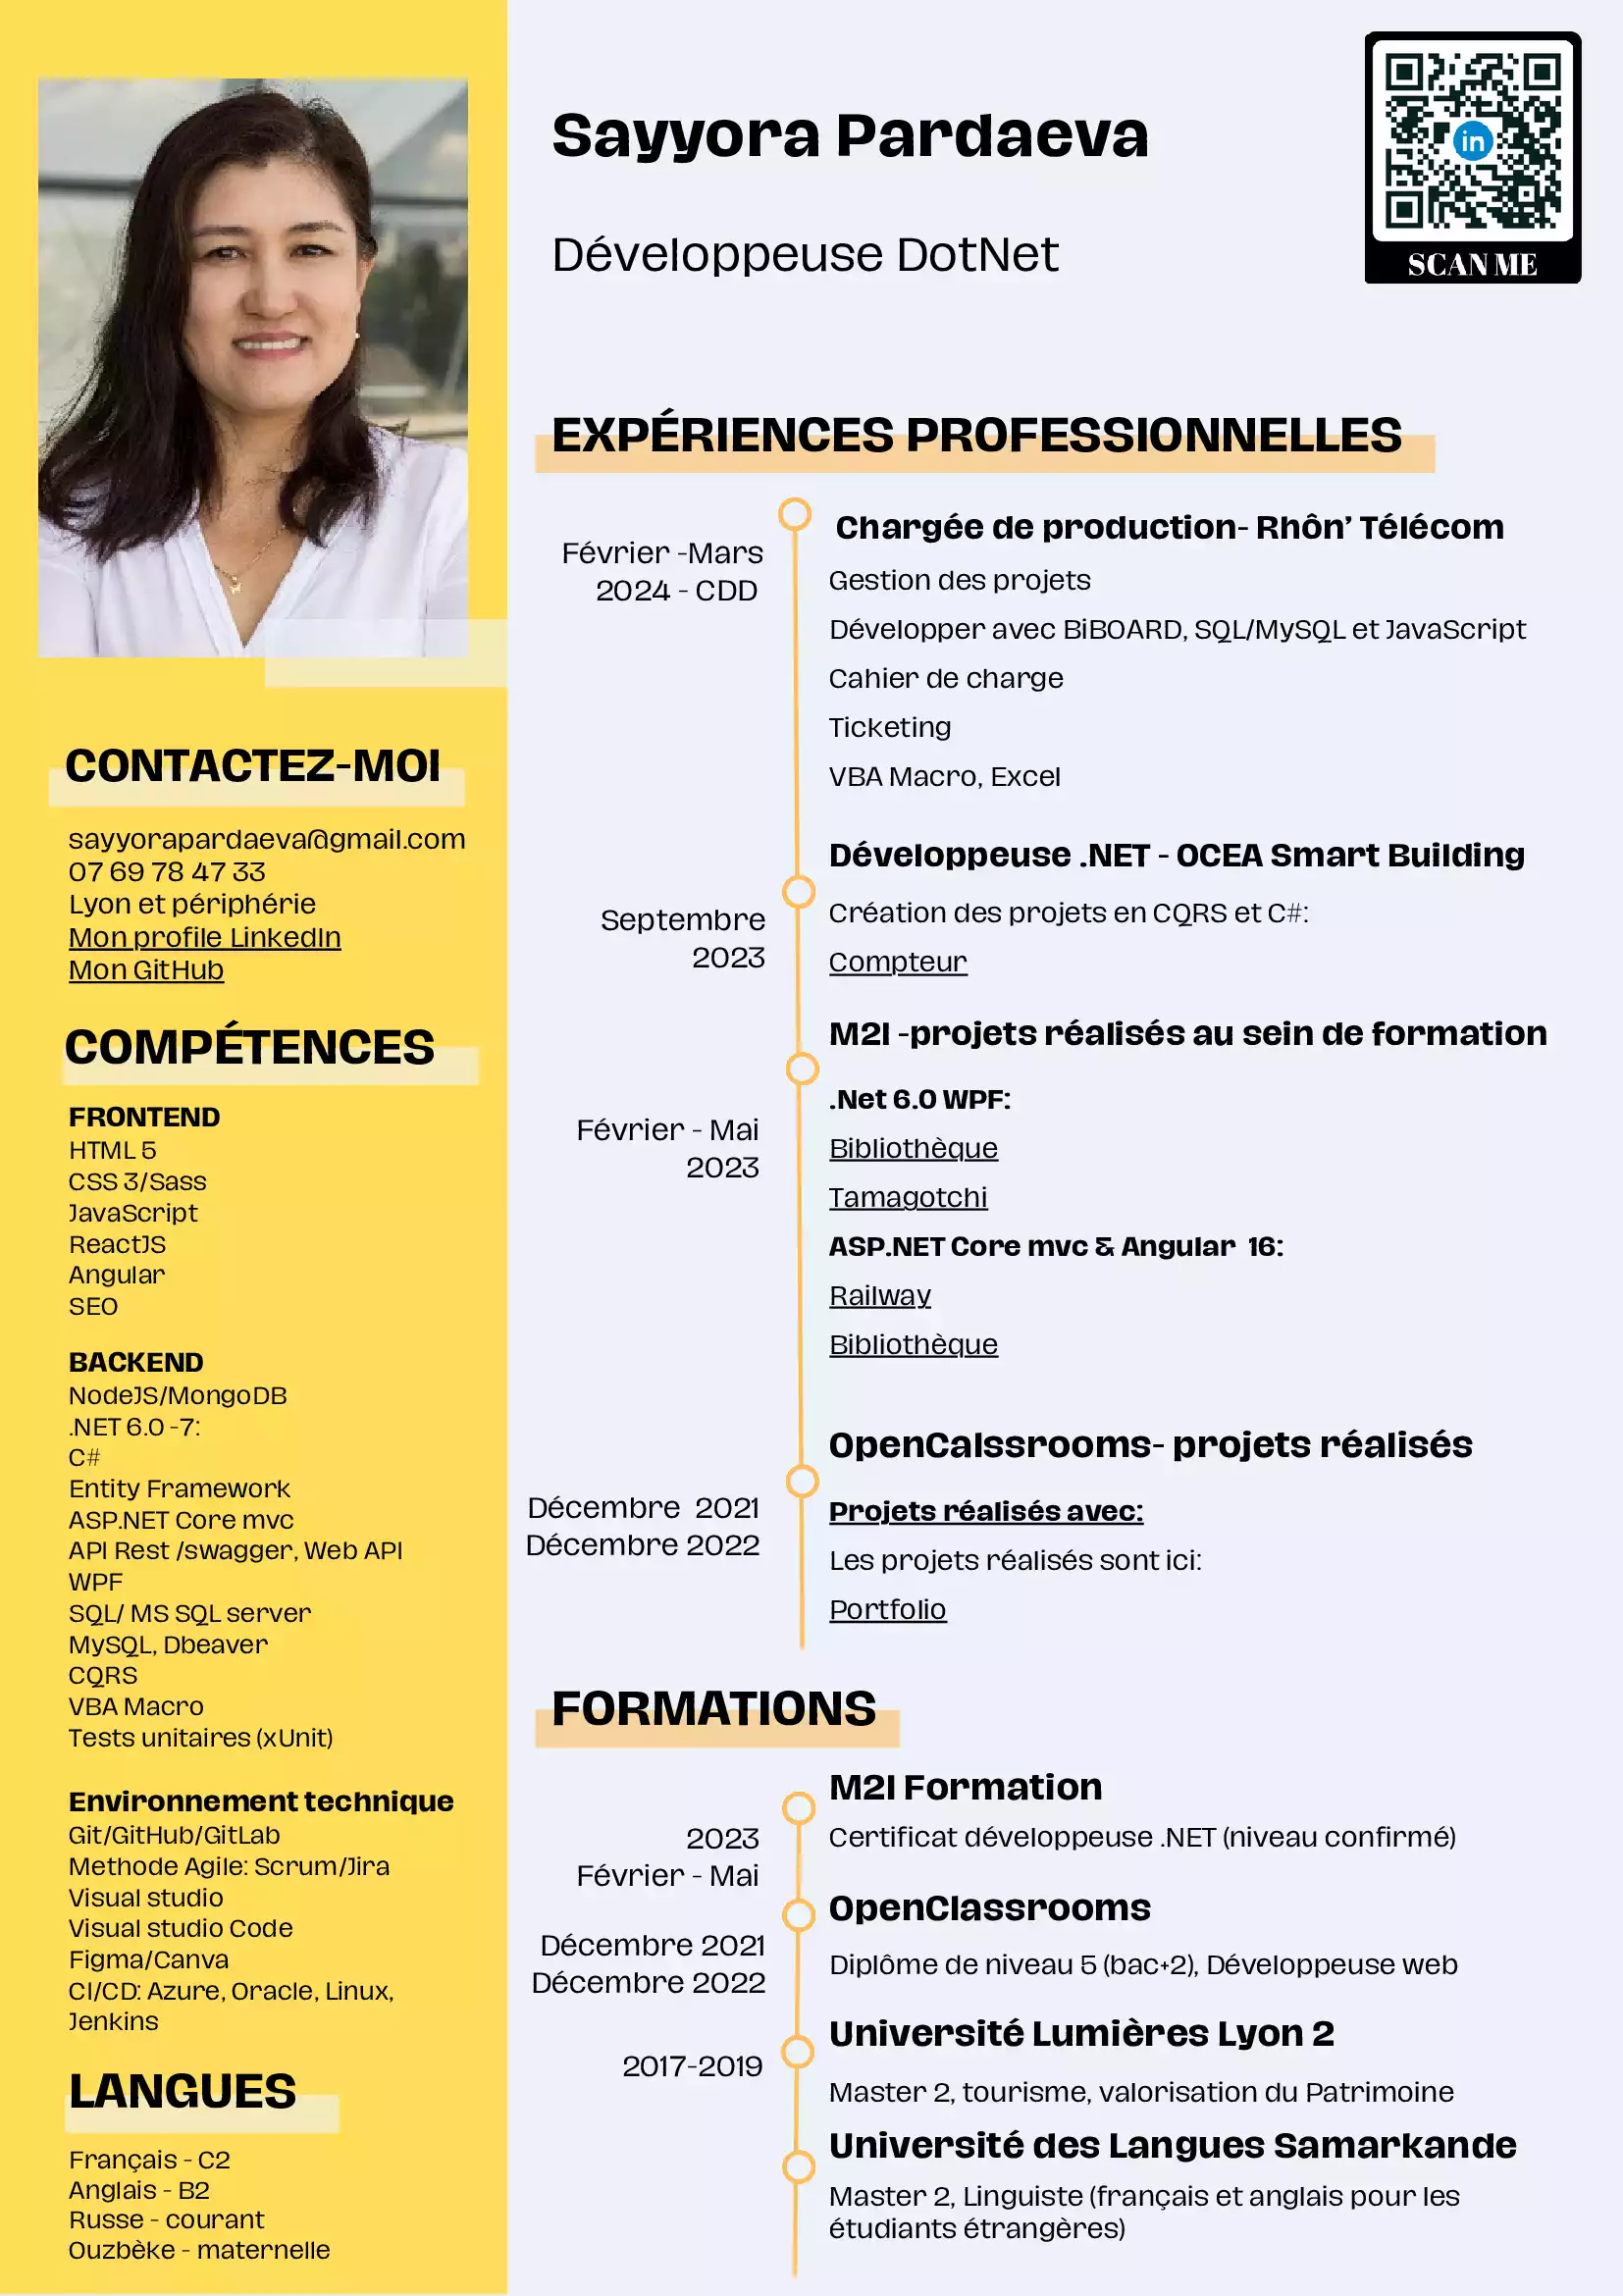 Sayyora Pardaeva
Développeuse DotNet
in
SCAN ME
CONTACTEZ-MOI
sayyorapardaeva@gmail.com
07 69 78 47 33
Lyon et périphérie
Mon profile LinkedIn
Mon GitHub
COMPÉTENCES
FRONTEND
HTML 5
CSS 3/Sass
JavaScript
ReactJS
Angular
SEO
BACKEND
NodeJS/MongoDB
.NET 6.0 -7:
C#
Entity Framework
ASP.NET Core mvc
API Rest /swagger, Web API
WPF
SQL/ MS SQL server
MySQL, Dbeaver
CQRS
VBA Macro
Tests unitaires (xUnit)
Environnement technique
Git/GitHub/GitLab
Methode Agile: Scrum/Jira
Visual studio
Visual studio Code
Figma/Canva
CI/CD: Azure, Oracle, Linux,
Jenkins
LANGUES
Français - C2
Anglais - B2
Russe - courant
Ouzbèke - maternelle
EXPÉRIENCES PROFESSIONNELLES
Février -Mars
2024 - CDD
Chargée de production- Rhôn’ Télécom
Gestion des projets
Développer avec BiBOARD, SQL/MySQL et JavaScript
Cahier de charge
Ticketing
VBA Macro, Excel
Septembre
2023
Développeuse .NET - OCEA Smart Building
Création des projets en CQRS et C#:
Compteur
Février - Mai
2023
M2I -projets réalisés au sein de formation
.Net 6.0 WPF:
Bibliothèque
Tamagotchi
ASP.NET Core mvc & Angular 16:
Railway
Bibliothèque
Décembre 2021
Décembre 2022
OpenCalssrooms- projets réalisés
Projets réalisés avec:
Les projets réalisés sont ici:
Portfolio
FORMATIONS
2023
Février - Mai
M2I Formation
Certificat développeuse .NET (niveau confirmé)
Décembre 2021
Décembre 2022
OpenClassrooms
Diplôme de niveau 5 (bac+2), Développeuse web
2017-2019
Université Lumières Lyon 2
Master 2, tourisme, valorisation du Patrimoine
Université des Langues Samarkande
Master 2, Linguiste (français et anglais pour les
étudiants étrangères)